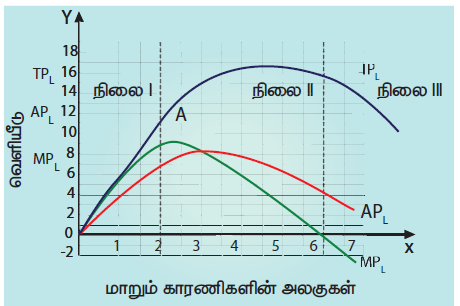 Y
18
TPL 16
14
APL 12
10
MPL 8
6
4
2
0
-2
வெளியீடு
நிலை I
நிலை II
நிலை III
A
TPL
APL
MPL
1 2 3 4 5 6 7 X
மாறும் காரணிகளின் அலகுகள்